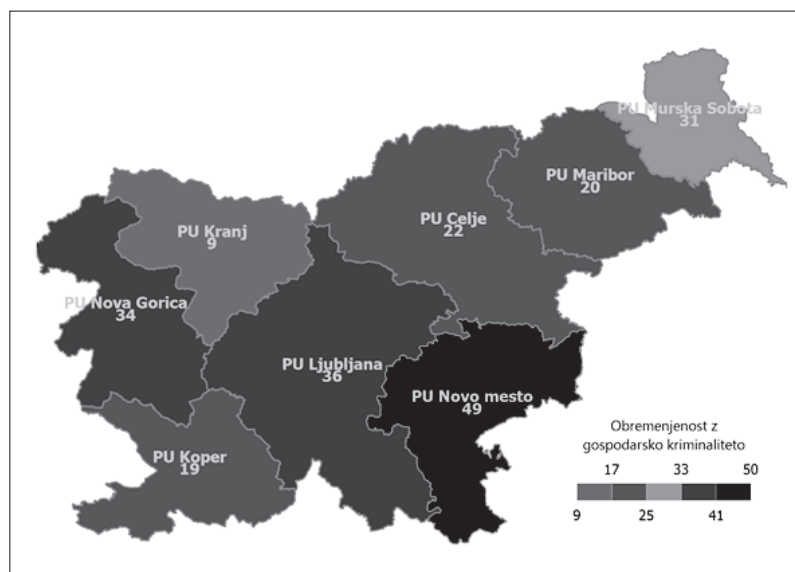 PU Murska Sobota
31
PU Maribor
20
PU Celje
22
PU Kranj
9
PU Nova Gorica
34
PU Ljubljana
36
PU Novo mesto
49
PU Koper
19
Obremenjenost z
gospodarsko kriminaliteto
17 33 50
9 25 41